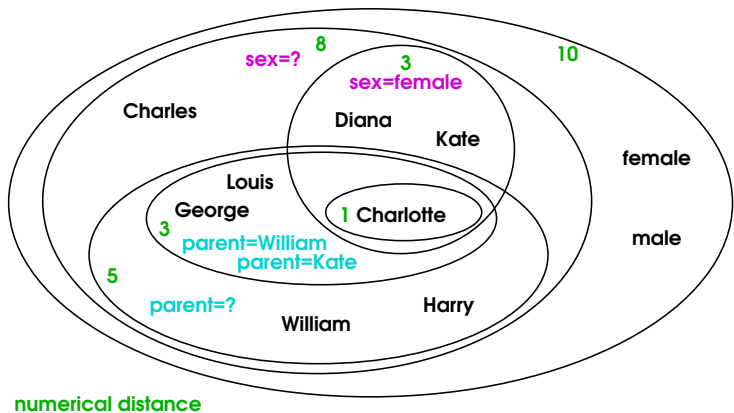 8
10
sex=?
3
sex=female
Charles
Diana
Kate
female
Louis
George
1 Charlotte
3
male
parent=William
parent=Kate
5
parent=?
Harry
William
numerical distance